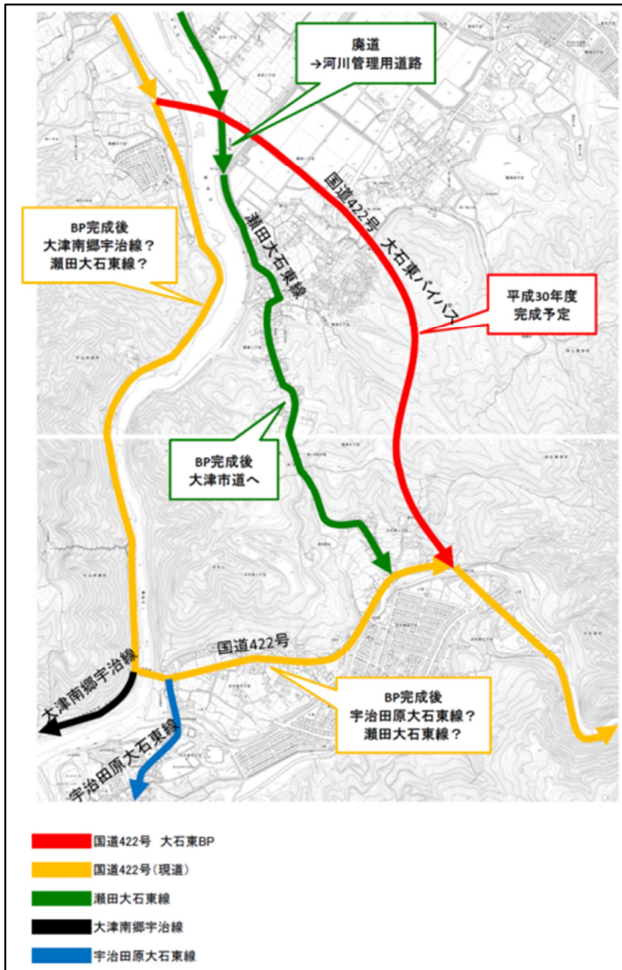 廃道
→河川管理用道路
国道422号 大石東バイパス
瀬田大石東線
BP完成後
大津南郷宇治線？
瀬田大石東線？
平成30年度
完成予定
BP完成後
大津市道へ
国道422号
大津南郷宇治線
BP完成後
宇治田原大石東線？
瀬田大石東線？
宇治田原大石東線
国道422号 大石東BP
国道422号(現道)
瀬田大石東線
大津南郷宇治線
宇治田原大石東線